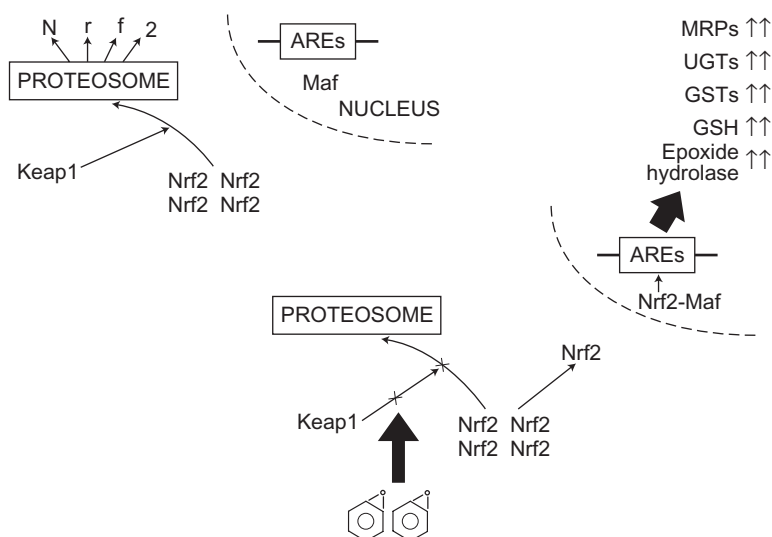 N r f 2
PROTEOSOME
Keap1
Nrf2 Nrf2
Nrf2 Nrf2
AREs
Maf
NUCLEUS
MRPs ↑↑
UGTs ↑↑
GSTs ↑↑
GSH ↑↑
Epoxide
hydrolase ↑↑
AREs
Nrf2-Maf
PROTEOSOME
Nrf2
Keap1
Nrf2 Nrf2
Nrf2 Nrf2
o o